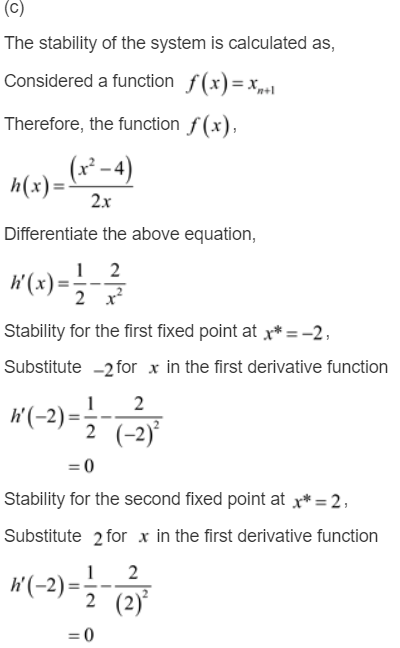 (c)
The stability of the system is calculated as,
Considered a function f(x) = xₙ₊₁
Therefore, the function f(x),
h(x) = (x² – 4) / 2x
Differentiate the above equation,
h′(x) = 1/2 – 2/x²
Stability for the first fixed point at x* = –2,
Substitute –2 for x in the first derivative function
h′(–2) = 1/2 – 2/(–2)²
= 0
Stability for the second fixed point at x* = 2,
Substitute 2 for x in the first derivative function
h′(–2) = 1/2 – 2/(2)²
= 0